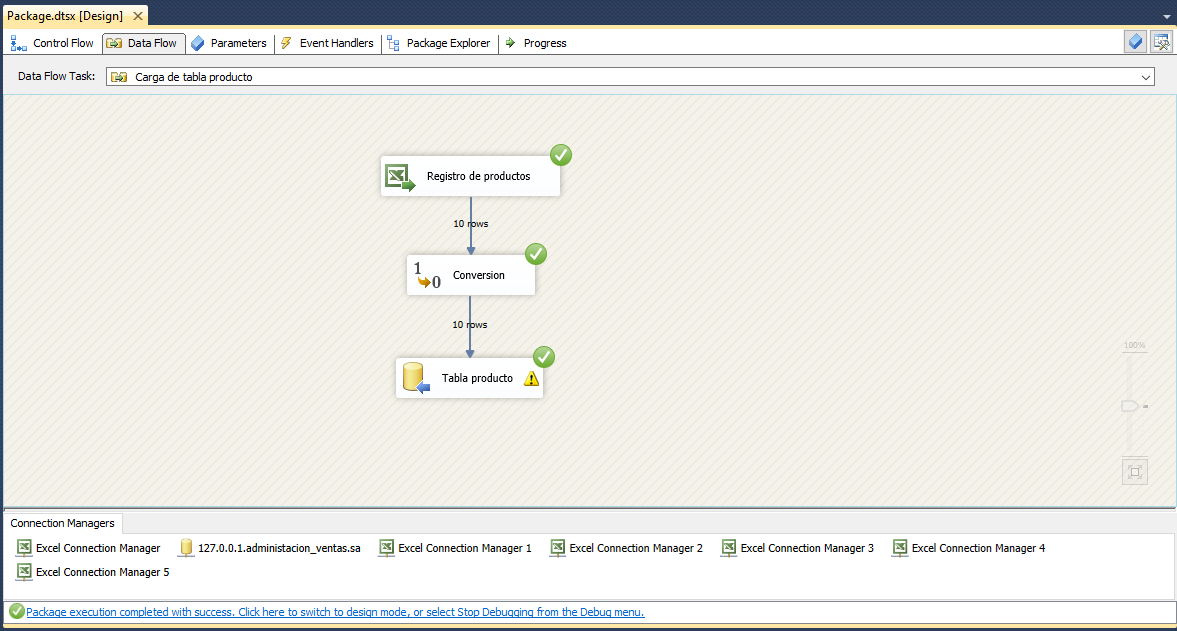 Package.dtsx [Design]
Control Flow Data Flow Parameters Event Handlers Package Explorer Progress
Data Flow Task: Carga de tabla producto
Registro de productos
10 rows
1 0 Conversion
10 rows
100%
Tabla producto
Connection Managers
Excel Connection Manager 127.0.0.1.administacion_ventas.sa Excel Connection Manager 1 Excel Connection Manager 2 Excel Connection Manager 3 Excel Connection Manager 4
Excel Connection Manager 5
Package execution completed with success. Click here to switch to design mode, or select Stop Debugging from the Debug menu.